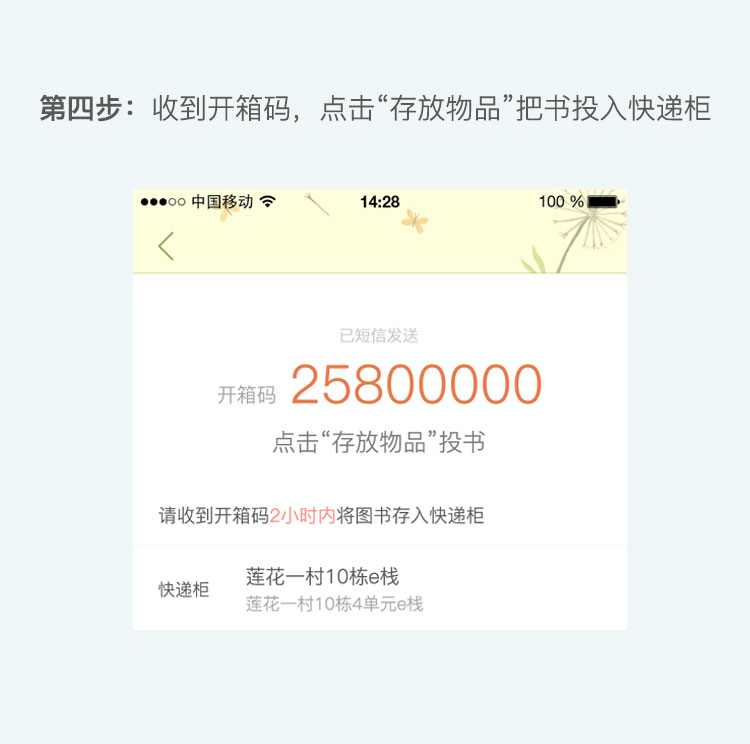 第四步：收到开箱码，点击“存放物品”把书投入快递柜
中国移动 14:28 100 %
已短信发送
开箱码 25800000
点击“存放物品”投书
请收到开箱码2小时内将图书存入快递柜
快递柜 莲花一村10栋e栈
莲花一村10栋4单元e栈